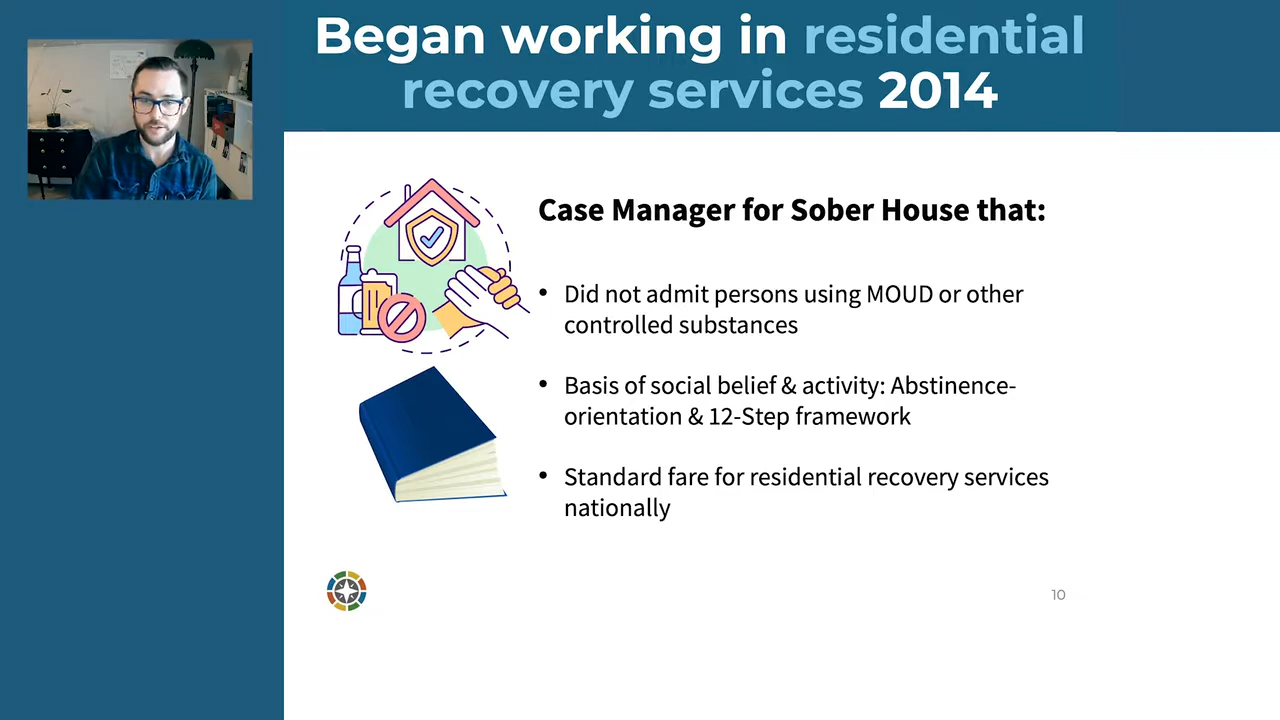 Began working in residential
recovery services 2014
Case Manager for Sober House that:
• Did not admit persons using MOUD or other
controlled substances
• Basis of social belief & activity: Abstinence-
orientation & 12-Step framework
• Standard fare for residential recovery services
nationally
10